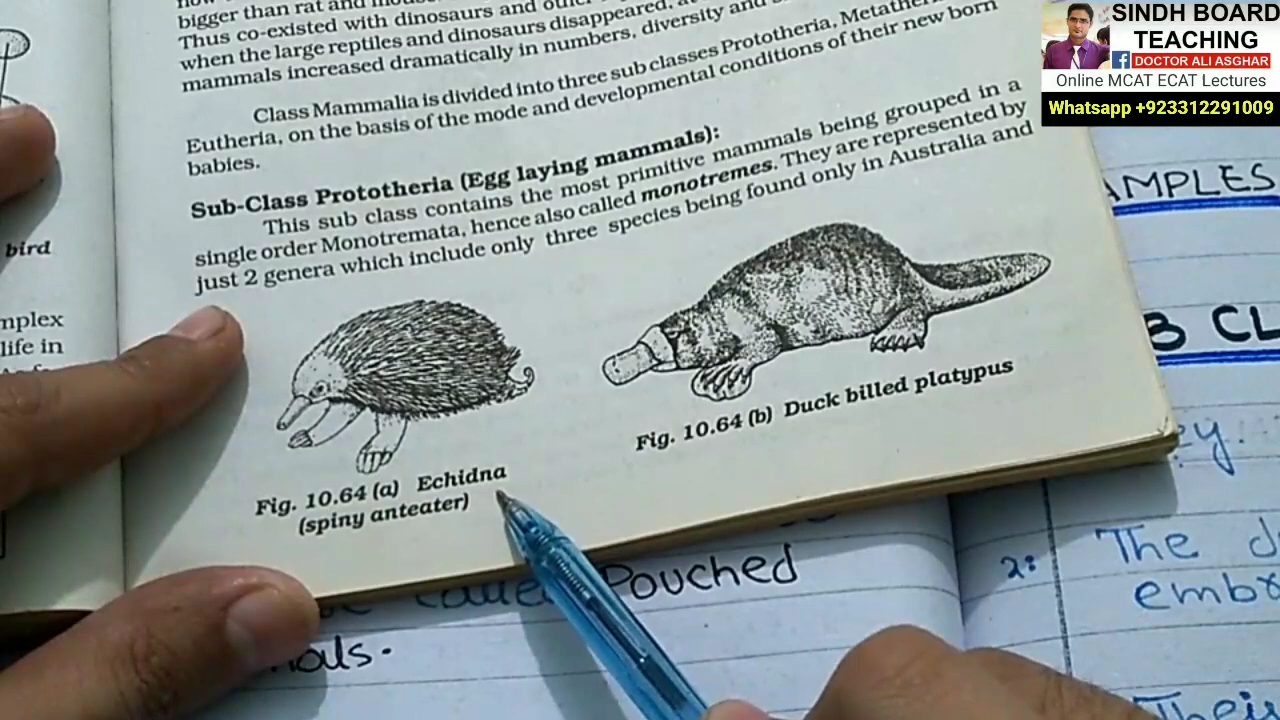 bigger than rat and
Thus co-existed with dinosaurs and
when the large reptiles and dinosaurs disappeared,
mammals increased dramatically in numbers, diversity and
Class Mammalia is divided into three sub classes Prototheria,
Eutheria, on the basis of the mode and developmental conditions of their new born
babies.
Sub-Class Prototheria (Egg laying mammals):
This sub class contains the most primitive mammals being grouped in a
single order Monotremata, hence also called monotremes. They are represented by
just 2 genera which include only three species being found only in Australia and
Fig. 10.64 (a) Echidna
(spiny anteater)
Fig. 10.64 (b) Duck billed platypus
bird
life in
SINDH BOARD
TEACHING
DOCTOR ALI ASGHAR
Online MCAT ECAT Lectures
Whatsapp +923312291009
CL
2: The
Pouched